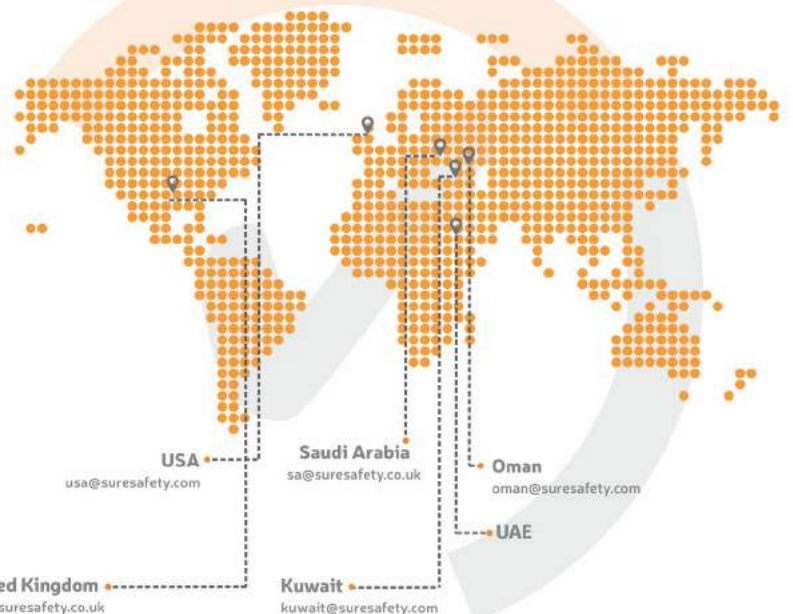 USA
usa@suresafety.com
Saudi Arabia
sa@suresafety.co.uk
Oman
oman@suresafety.com
UAE
ed Kingdom
suresafety.co.uk
Kuwait
kuwait@suresafety.com